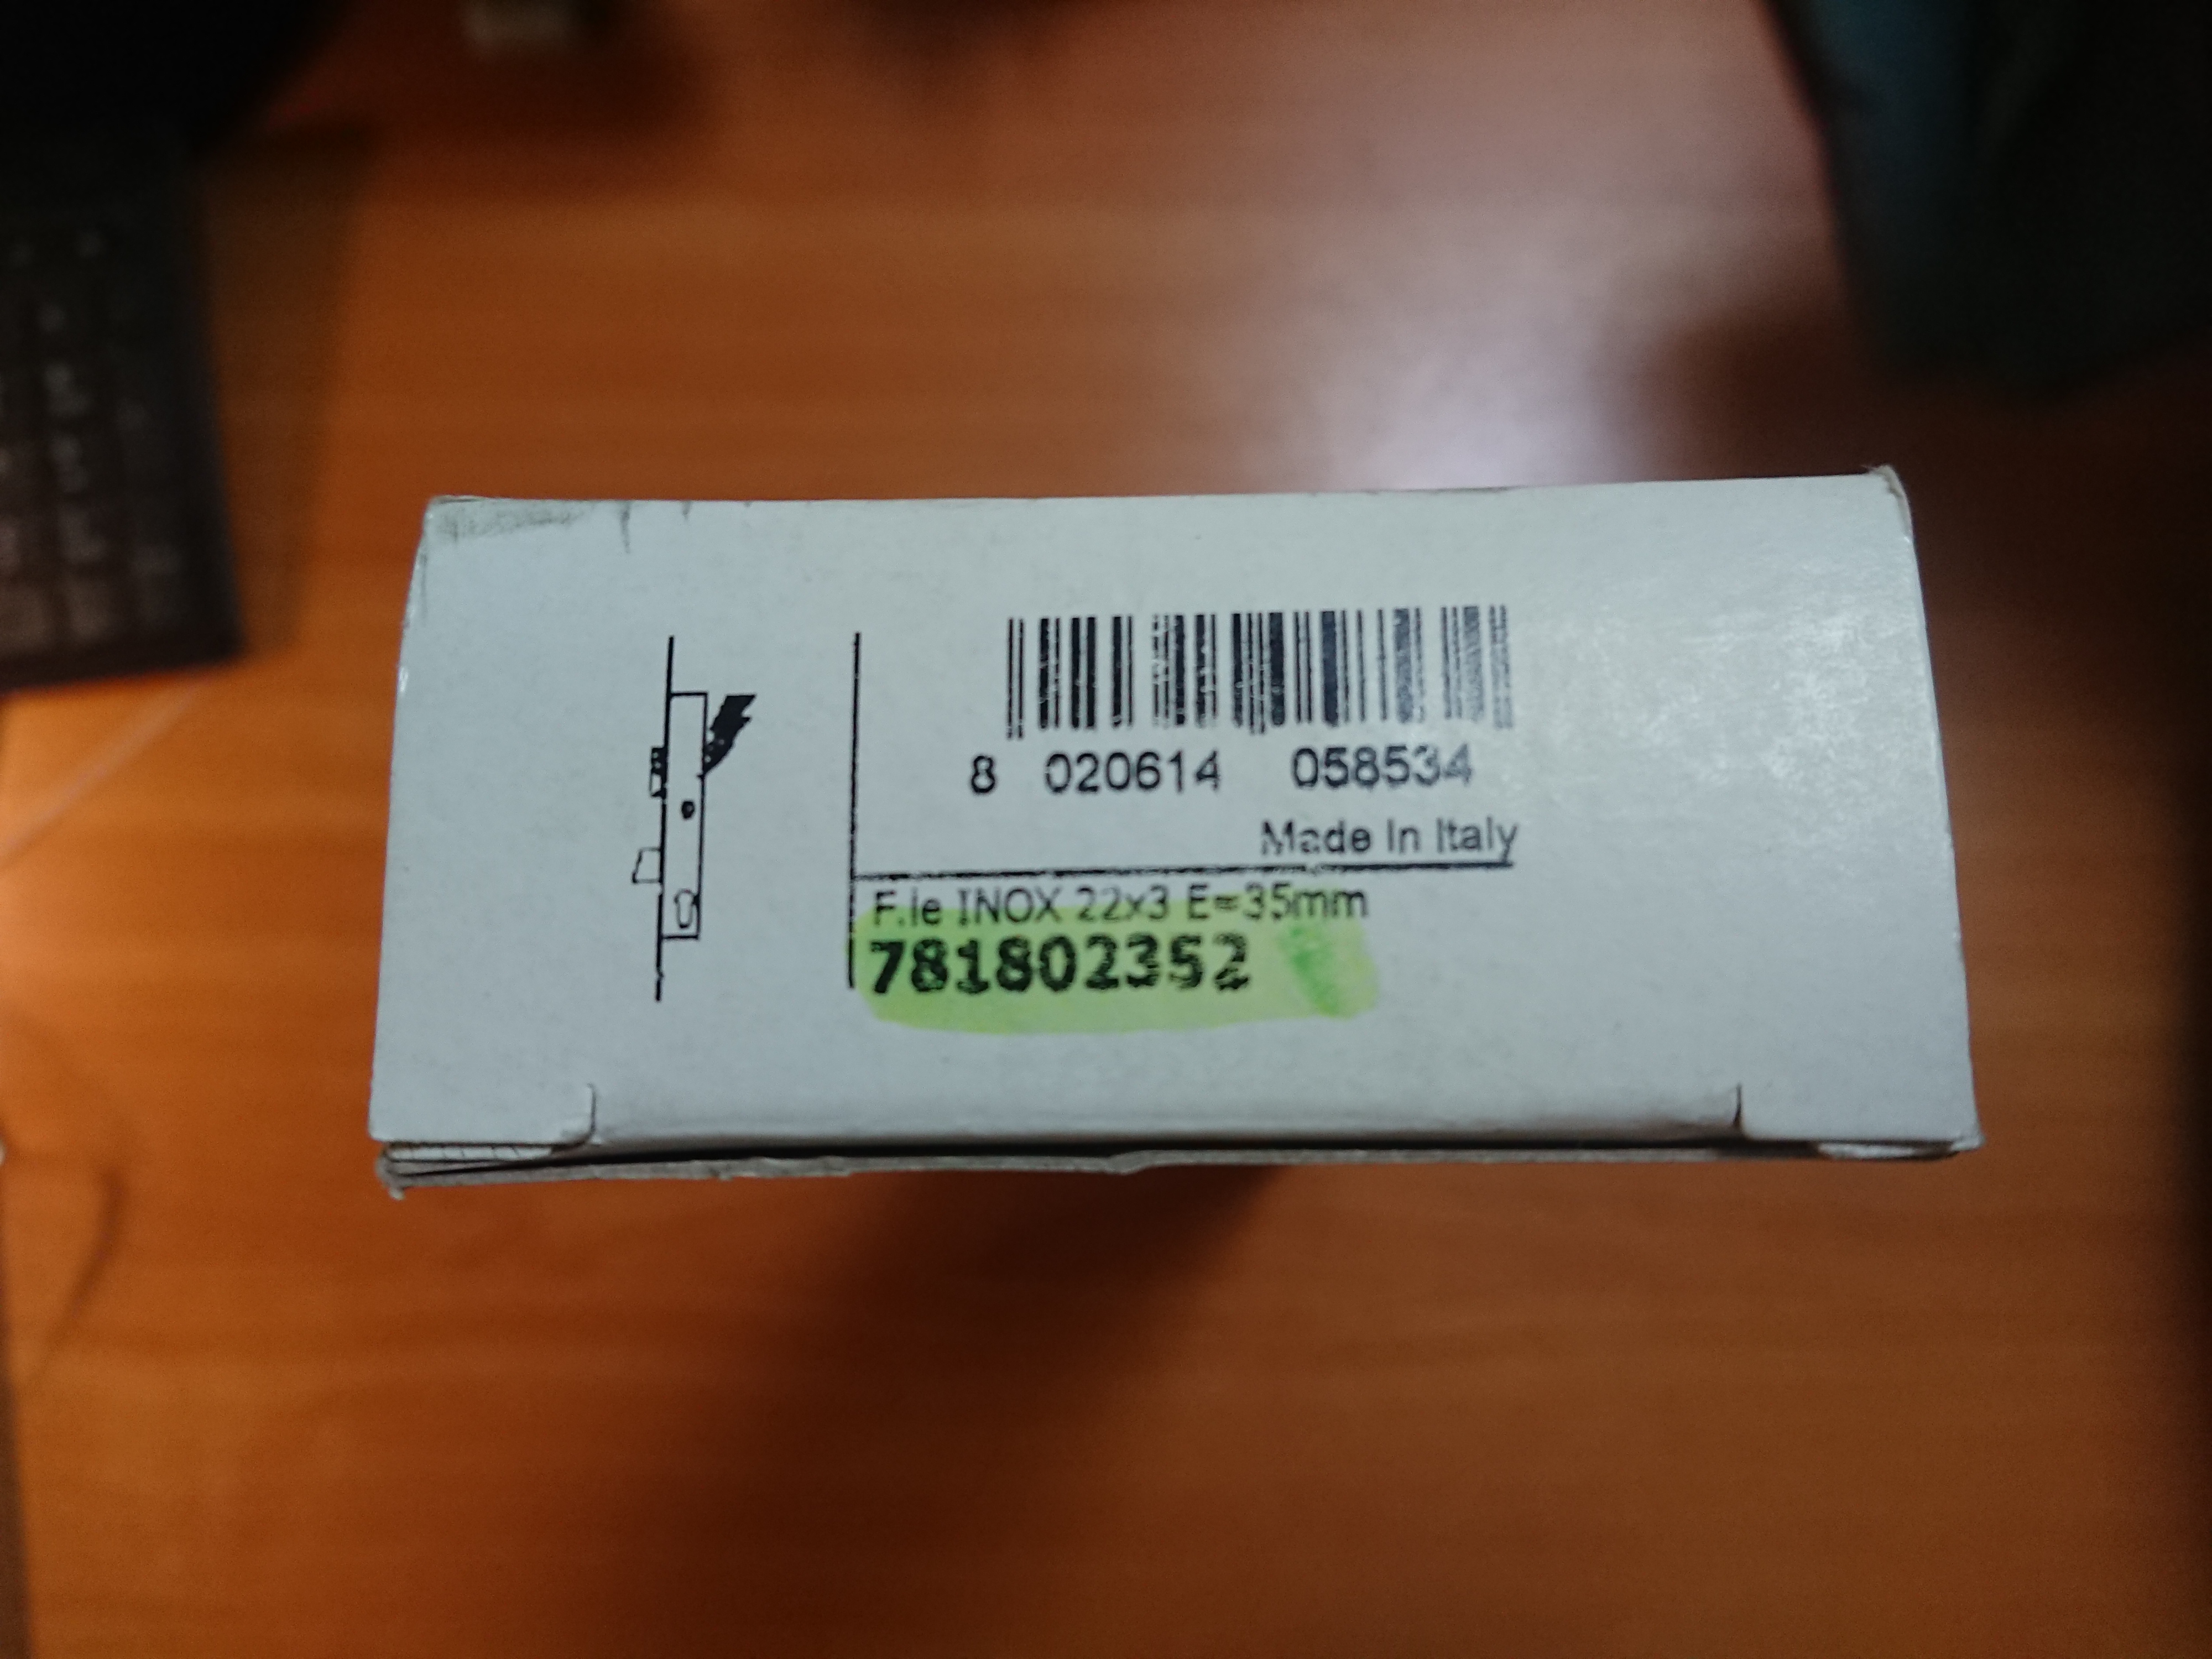 8 020614 058534
Made In Italy
F.le INOX 22x3 E=35mm
781802352